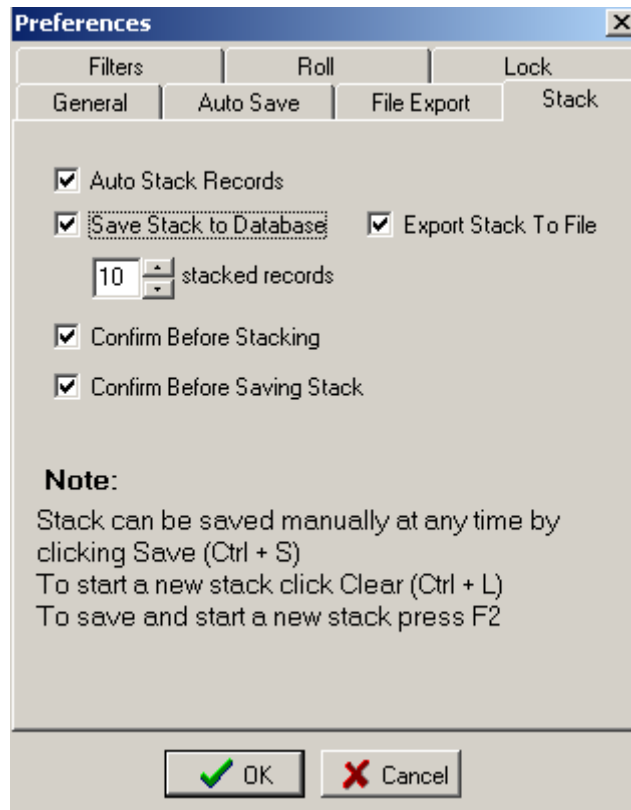 Preferences
Filters Roll Lock
General Auto Save File Export Stack
Auto Stack Records
Save Stack to Database Export Stack To File
10 stacked records
Confirm Before Stacking
Confirm Before Saving Stack
Note:
Stack can be saved manually at any time by
clicking Save (Ctrl + S)
To start a new stack click Clear (Ctrl + L)
To save and start a new stack press F2
OK Cancel